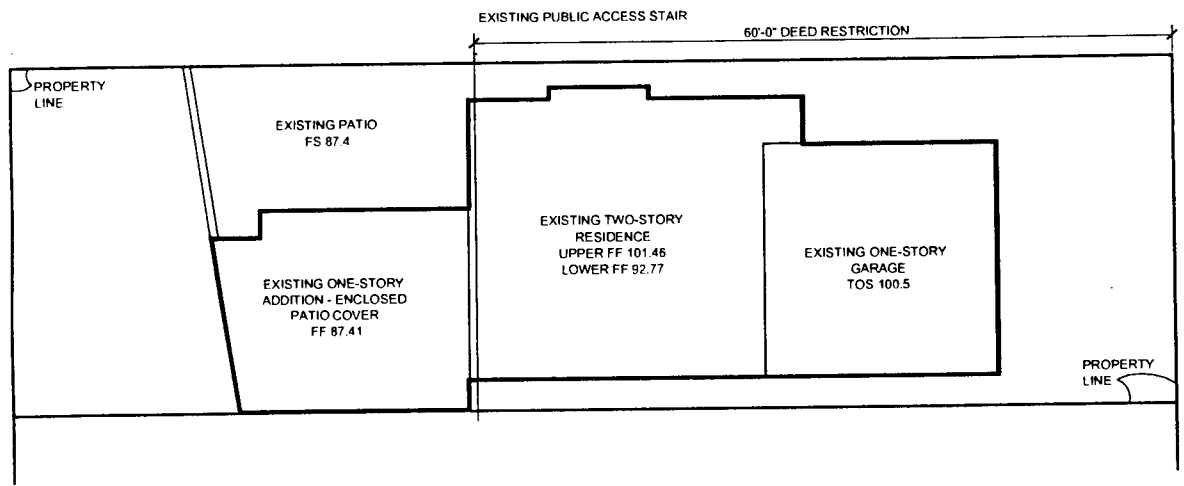 EXISTING PUBLIC ACCESS STAIR
60'-0" DEED RESTRICTION
PROPERTY
LINE
EXISTING PATIO
FS 87.4
EXISTING TWO-STORY
RESIDENCE
UPPER FF 101.46
LOWER FF 92.77
EXISTING ONE-STORY
GARAGE
TOS 100.5
EXISTING ONE-STORY
ADDITION - ENCLOSED
PATIO COVER
FF 87.41
PROPERTY
LINE